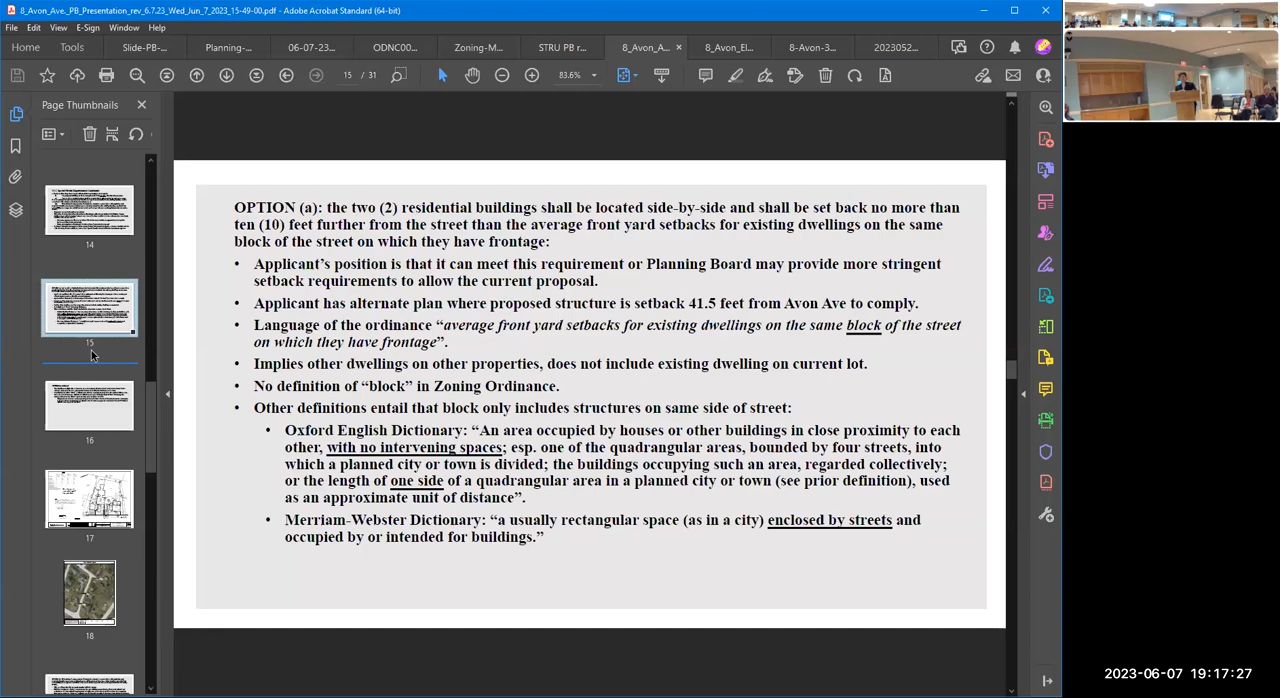 8_Avon_Ave._PB_Presentation_rev_6.7.23_Wed_Jun_7_2023_15-49-00.pdf - Adobe Acrobat Standard (64-bit)
File Edit View E-Sign Window Help
Home Tools Slide-PB-... Planning-... 06-07-23... ODNC00... Zoning-M... STRU PB r... 8_Avon_A... × 8_Avon_El... 8-Avon-3... 2023052...
15 / 31 83.6%
Page Thumbnails
14
15
16
17
18
OPTION (a): the two (2) residential buildings shall be located side-by-side and shall be set back no more than
ten (10) feet further from the street than the average front yard setbacks for existing dwellings on the same
block of the street on which they have frontage:
• Applicant's position is that it can meet this requirement or Planning Board may provide more stringent
setback requirements to allow the current proposal.
• Applicant has alternate plan where proposed structure is setback 41.5 feet from Avon Ave to comply.
• Language of the ordinance “average front yard setbacks for existing dwellings on the same block of the street
on which they have frontage”.
• Implies other dwellings on other properties, does not include existing dwelling on current lot.
• No definition of “block” in Zoning Ordinance.
• Other definitions entail that block only includes structures on same side of street:
• Oxford English Dictionary: “An area occupied by houses or other buildings in close proximity to each
other, with no intervening spaces; esp. one of the quadrangular areas, bounded by four streets, into
which a planned city or town is divided; the buildings occupying such an area, regarded collectively;
or the length of one side of a quadrangular area in a planned city or town (see prior definition), used
as an approximate unit of distance”.
• Merriam-Webster Dictionary: “a usually rectangular space (as in a city) enclosed by streets and
occupied by or intended for buildings.”
2023-06-07 19:17:27